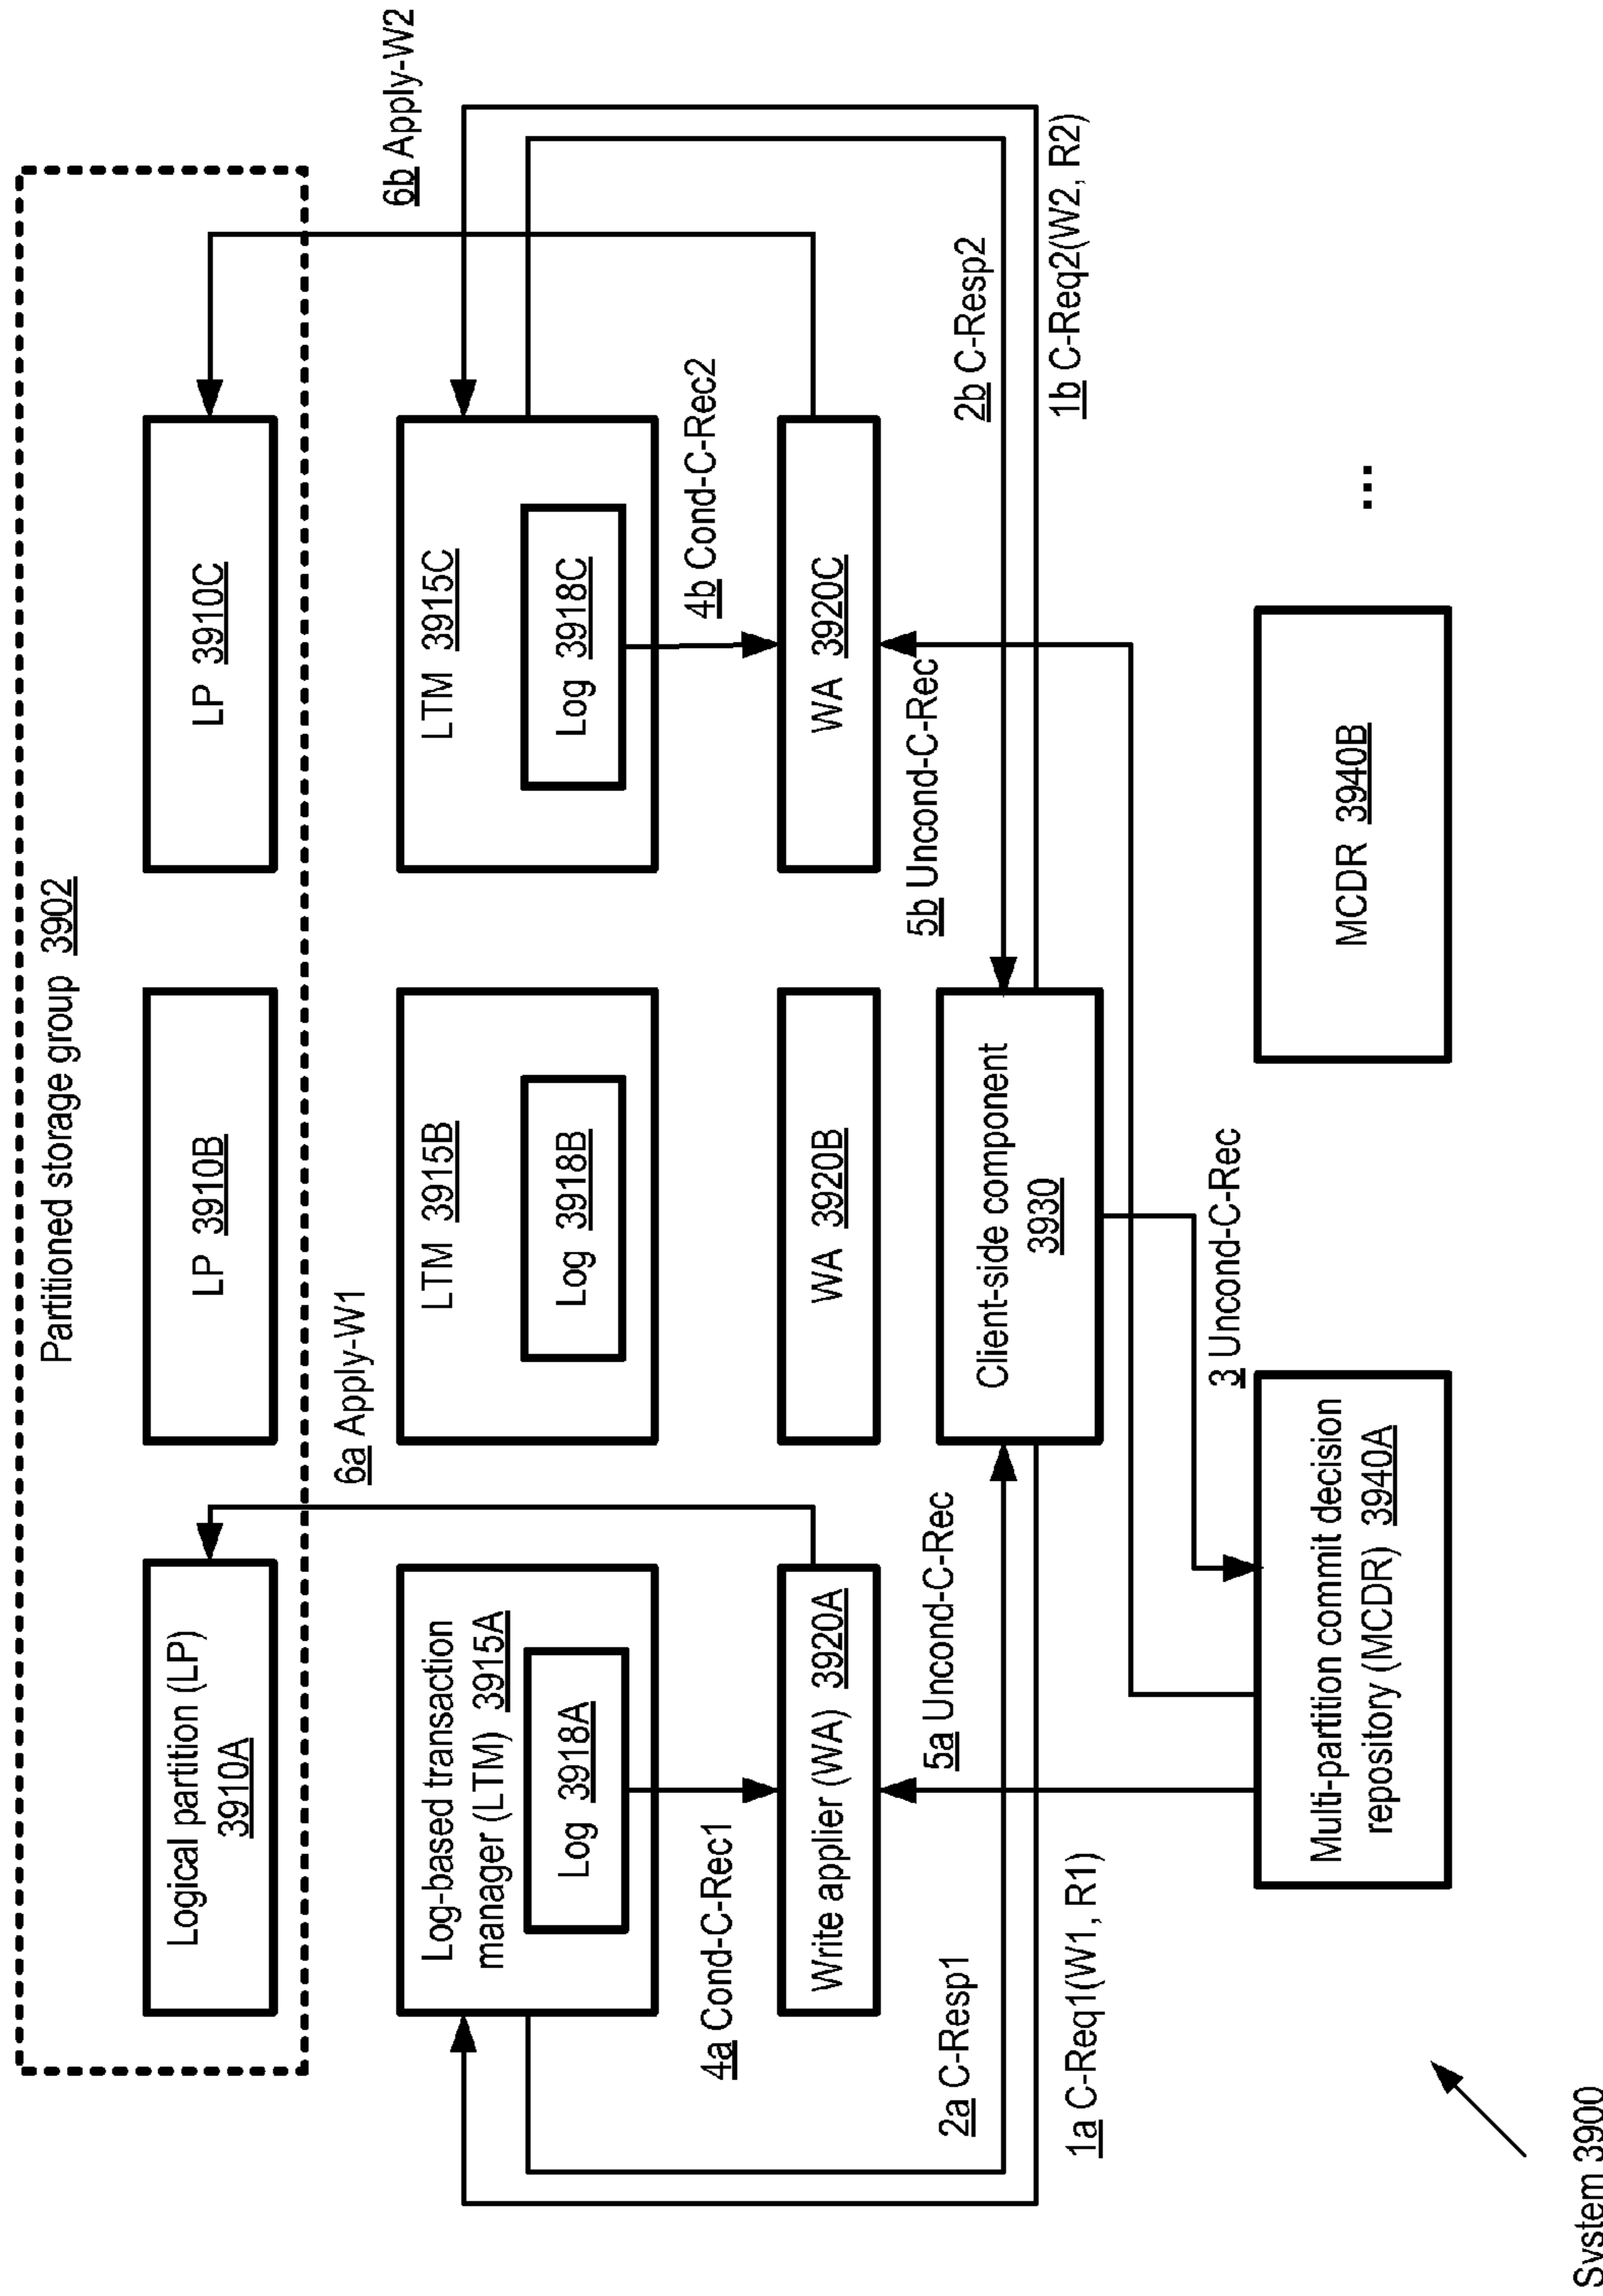 Partitioned storage group 3902
Logical partition (LP)
3910A
LP 3910B
LP 3910C
6a Apply-W1
6b Apply-W2
Log-based transaction
manager (LTM) 3915A
Log 3918A
LTM 3915B
Log 3918B
LTM 3915C
Log 3918C
4a Cond-C-Rec1
4b Cond-C-Rec2
Write applier (WA) 3920A
WA 3920B
WA 3920C
5a Uncond-C-Rec
5b Uncond-C-Rec
2a C-Resp1
2b C-Resp2
Client-side component
3930
1a C-Req1(W1, R1)
1b C-Req2(W2, R2)
3 Uncond-C-Rec
Multi-partition commit decision
repository (MCDR) 3940A
MCDR 3940B
...
System 3900